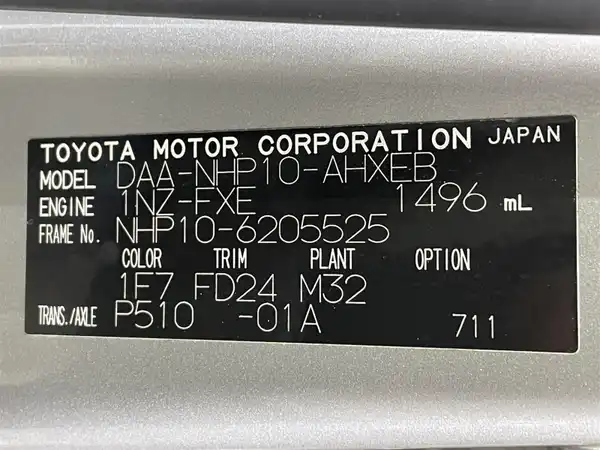 TOYOTA MOTOR CORPORATION JAPAN
MODEL DAA-NHP10-AHXEB
ENGINE 1NZ-FXE 1496 mL
FRAME No. NHP10-6205525
COLOR TRIM PLANT OPTION
1F7 FD24 M32
TRANS./AXLE P510 -01A 711